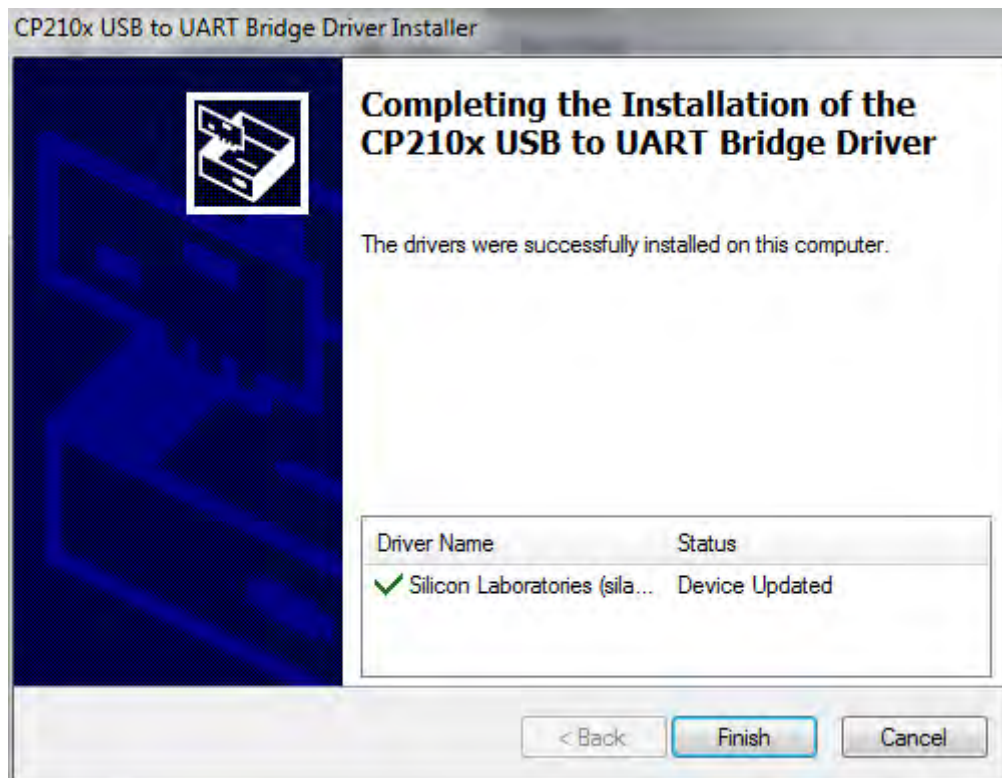 CP210x USB to UART Bridge Driver Installer
Completing the Installation of the
CP210x USB to UART Bridge Driver
The drivers were successfully installed on this computer.
Driver Name Status
Silicon Laboratories (sila... Device Updated
< Back Finish Cancel